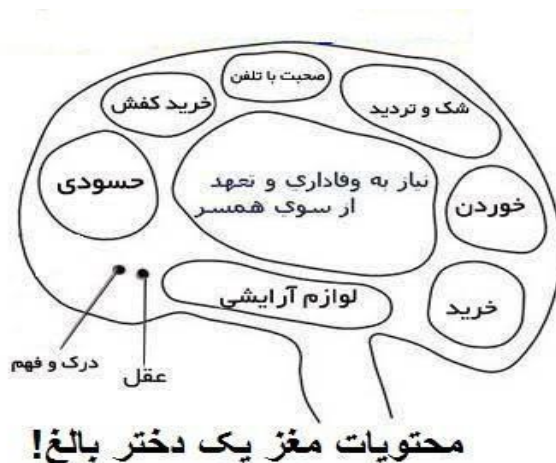 صحبت با تلفن
شک و تردید
خرید کفش
حسودی
نیاز به وفاداری و تعهد
از سوی همسر
خوردن
خرید
لوازم آرایشی
درک و فهم
عقل
محتویات مغز یک دختر بالغ!